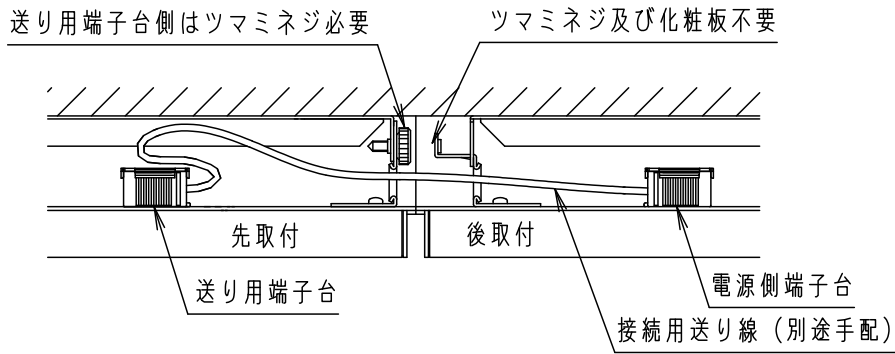 送り用端子台側はツマミネジ必要
ツマミネジ及び化粧板不要
先取付
後取付
送り用端子台
電源側端子台
接続用送り線（別途手配）